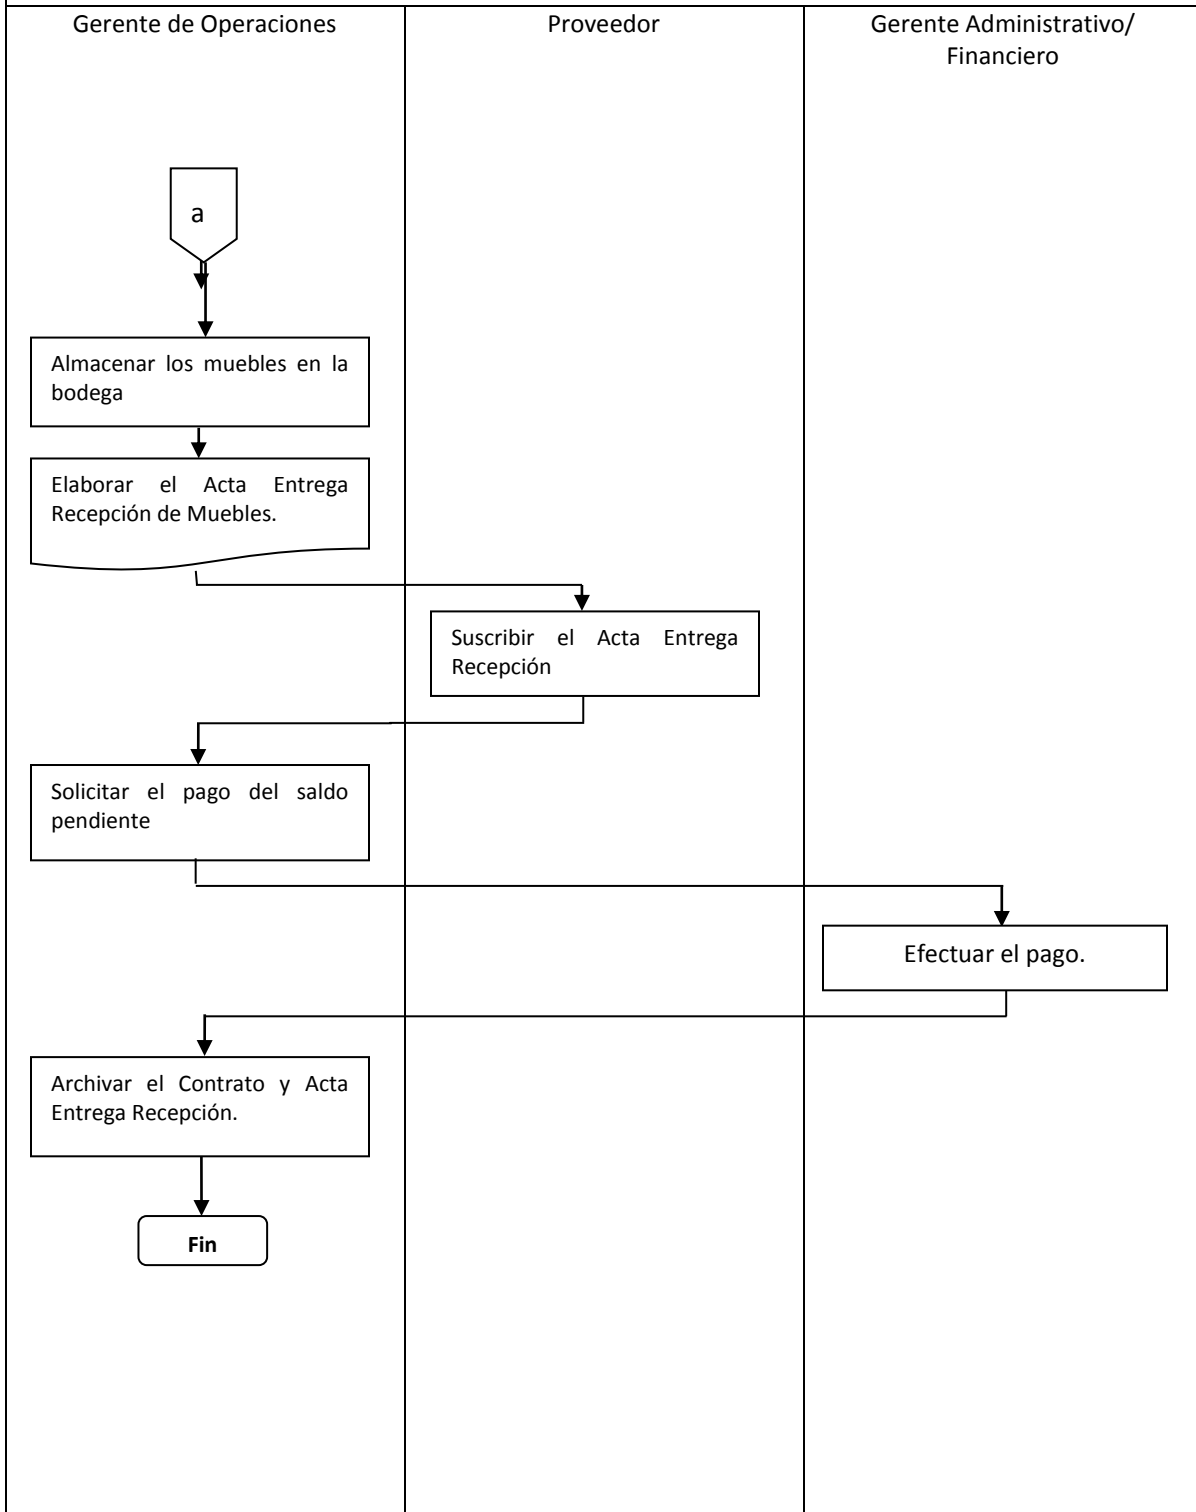 Gerente de Operaciones
Proveedor
Gerente Administrativo/
Financiero
a
Almacenar los muebles en la
bodega
Elaborar el Acta Entrega
Recepción de Muebles.
Suscribir el Acta Entrega
Recepción
Solicitar el pago del saldo
pendiente
Efectuar el pago.
Archivar el Contrato y Acta
Entrega Recepción.
Fin